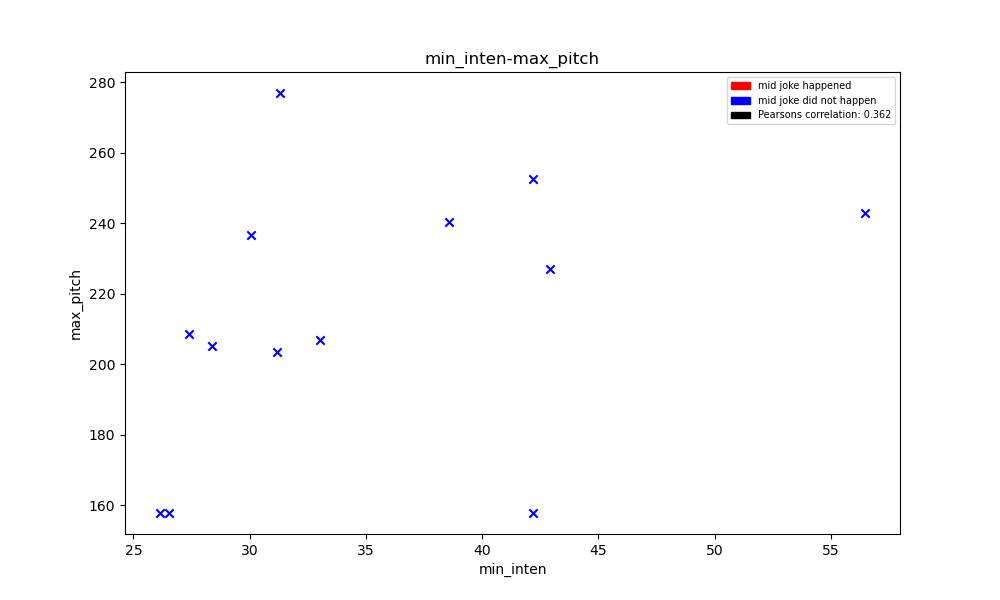 min_inten-max_pitch
mid joke happened
mid joke did not happen
Pearsons correlation: 0.362
280
260
240
220
200
180
160
max_pitch
25 30 35 40 45 50 55
min_inten